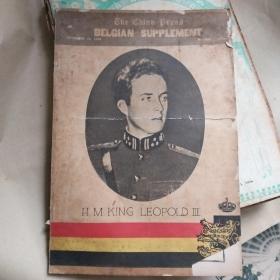 The China Press
BELGIAN SUPPLEMENT
H. M. KING LEOPOLD III.